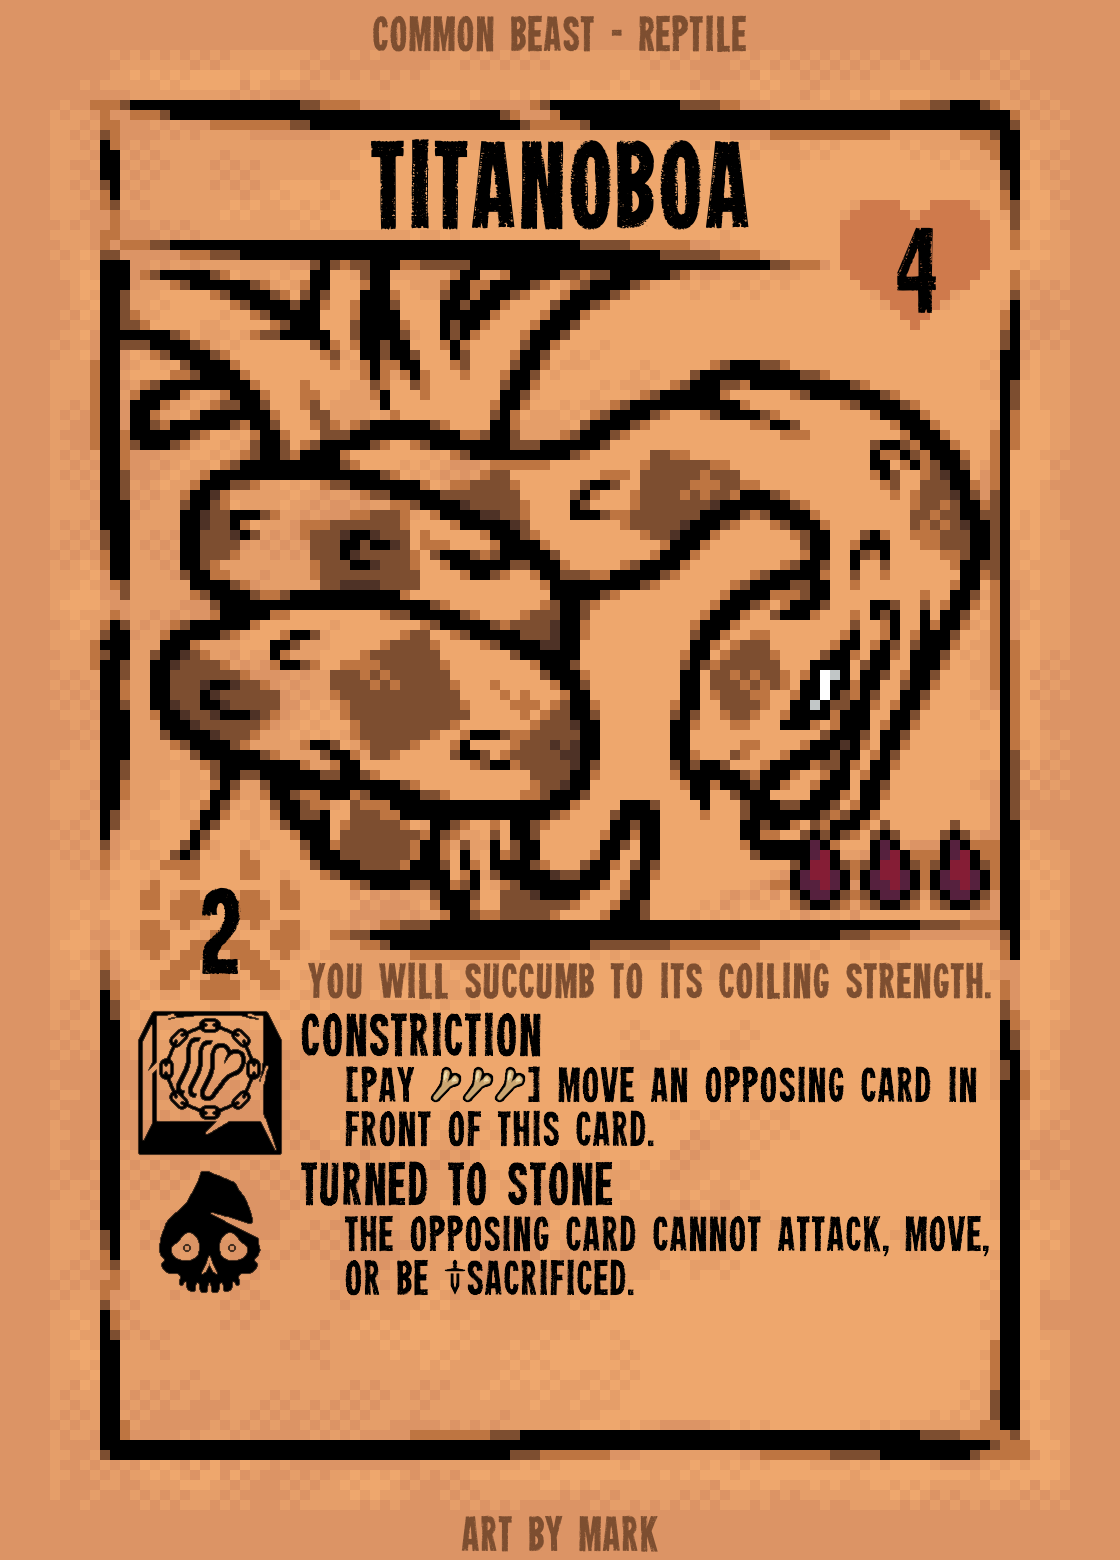 COMMON BEAST - REPTILE
TITANOBOA
4
2
YOU WILL SUCCUMB TO ITS COILING STRENGTH.
CONSTRICTION
[PAY ] MOVE AN OPPOSING CARD IN
FRONT OF THIS CARD.
TURNED TO STONE
THE OPPOSING CARD CANNOT ATTACK, MOVE,
OR BE SACRIFICED.
ART BY MARK